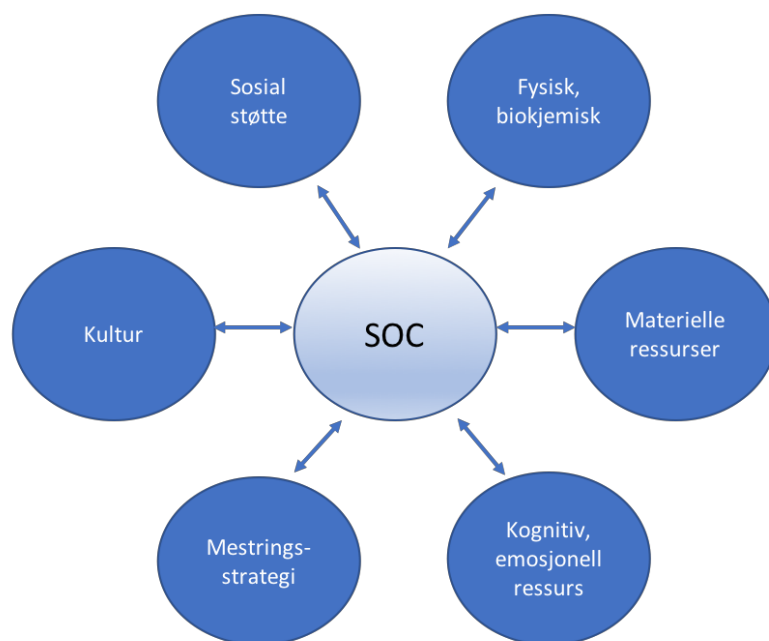 Sosial
støtte
Fysisk,
biokjemisk
Kultur
SOC
Materielle
ressurser
Mestrings-
strategi
Kognitiv,
emosjonell
ressurs